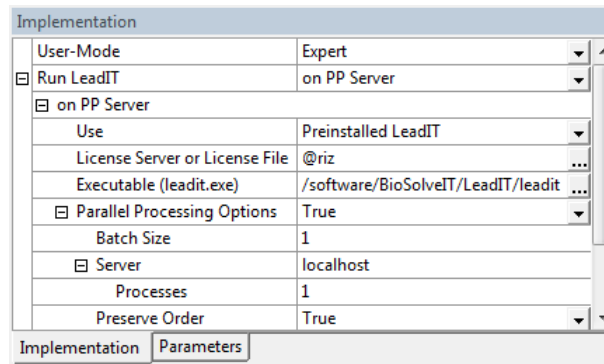 Implementation
User-Mode Expert
Run LeadIT on PP Server
on PP Server
Use Preinstalled LeadIT
License Server or License File @riz
Executable (leadit.exe) /software/BioSolveIT/LeadIT/leadit ...
Parallel Processing Options True
Batch Size 1
Server localhost
Processes 1
Preserve Order True
Implementation Parameters